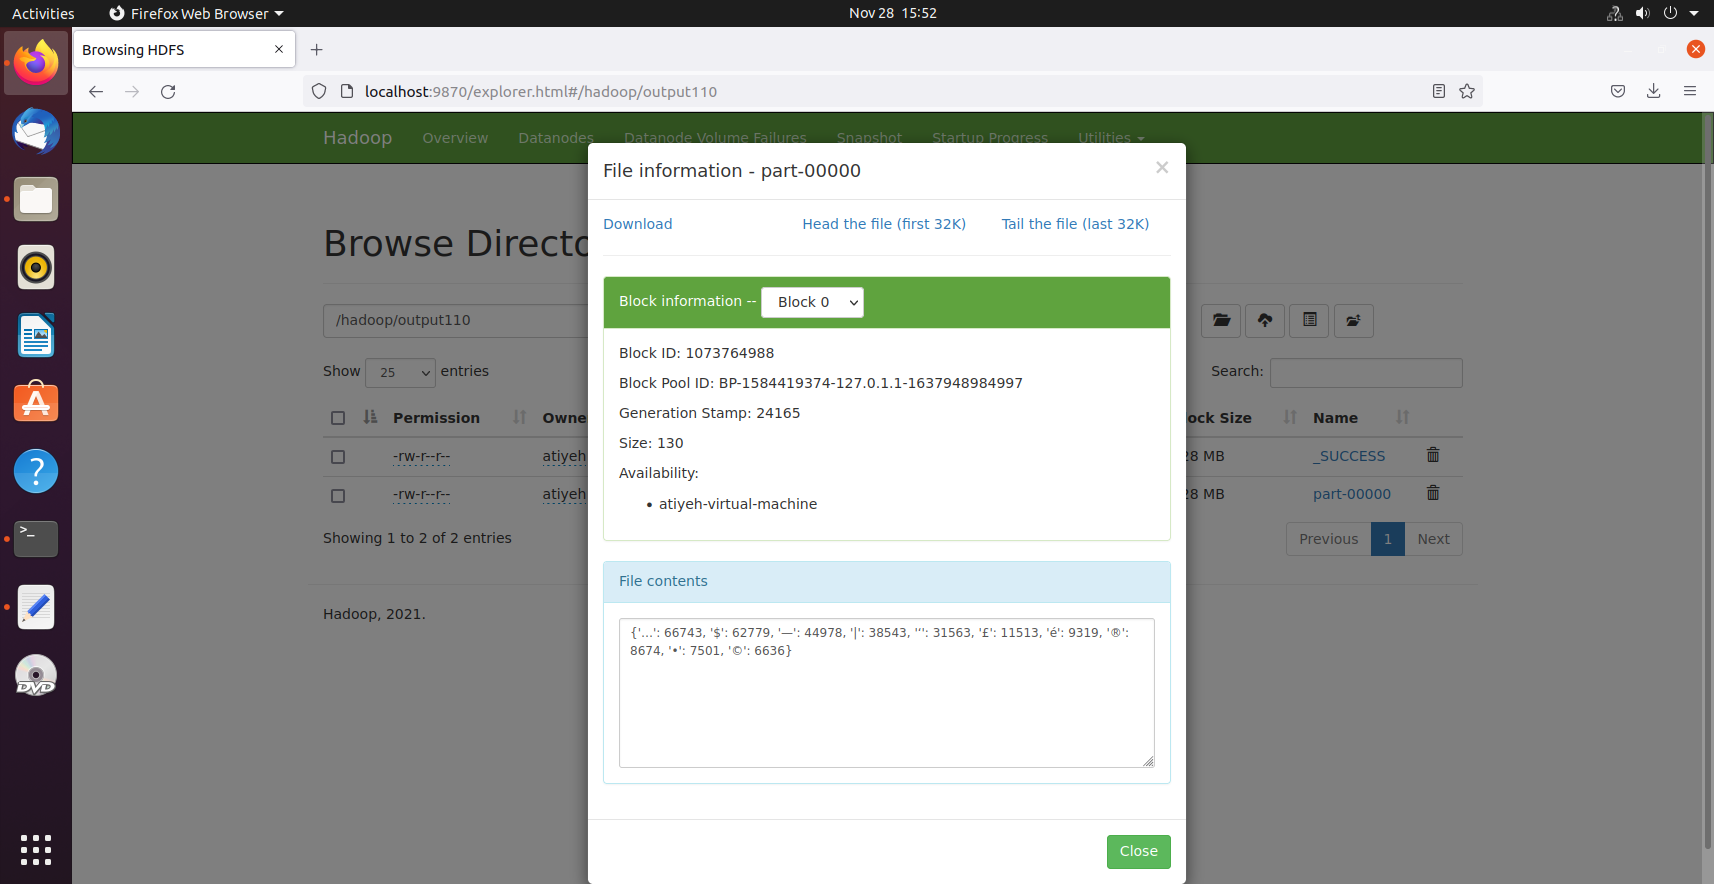 Activities
Firefox Web Browser
Nov 28 15:52
Browsing HDFS
localhost:9870/explorer.html#/hadoop/output110
Hadoop Overview Datanodes Datanode Volume Failures Snapshot Startup Progress Utilities
File information - part-00000
Download Head the file (first 32K) Tail the file (last 32K)
Browse Directo
Block information -- Block 0
/hadoop/output110
Block ID: 1073764988
Show 25 entries
Search:
Block Pool ID: BP-1584419374-127.0.1.1-1637948984997
Permission Owne ock Size Name
Generation Stamp: 24165
Size: 130
-rw-r--r-- atiyeh 28 MB _SUCCESS
Availability:
-rw-r--r-- atiyeh 28 MB part-00000
• atiyeh-virtual-machine
Showing 1 to 2 of 2 entries
Previous 1 Next
File contents
Hadoop, 2021.
{'…': 66743, '$': 62779, '—': 44978, '|': 38543, '‘': 31563, '£': 11513, 'é': 9319, '®':
8674, '•': 7501, '©': 6636}
DVD
Close